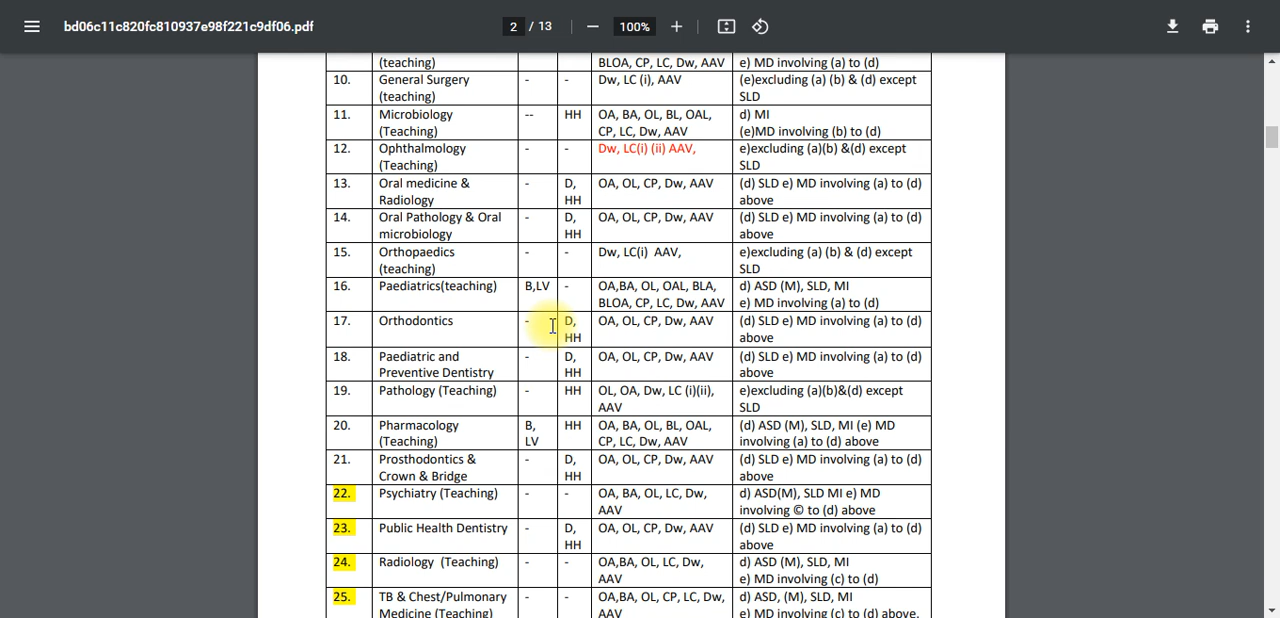 bd06c11c820fc810937e98f221c9df06.pdf 2 / 13 100%
(teaching) BLOA, CP, LC, Dw, AAV e) MD involving (a) to (d)
10. General Surgery - - Dw, LC (i), AAV (e)excluding (a) (b) & (d) except
(teaching) SLD
11. Microbiology -- HH OA, BA, OL, BL, OAL, d) MI
(Teaching) CP, LC, Dw, AAV (e)MD involving (b) to (d)
12. Ophthalmology - - Dw, LC(i) (ii) AAV, e)excluding (a)(b) &(d) except
(Teaching) SLD
13. Oral medicine & - D, OA, OL, CP, Dw, AAV (d) SLD e) MD involving (a) to (d)
Radiology HH above
14. Oral Pathology & Oral - D, OA, OL, CP, Dw, AAV (d) SLD e) MD involving (a) to (d)
microbiology HH above
15. Orthopaedics - - Dw, LC(i) AAV, e)excluding (a) (b) & (d) except
(teaching) SLD
16. Paediatrics(teaching) B,LV - OA,BA, OL, OAL, BLA, d) ASD (M), SLD, MI
BLOA, CP, LC, Dw, AAV e) MD involving (a) to (d)
17. Orthodontics - D, OA, OL, CP, Dw, AAV (d) SLD e) MD involving (a) to (d)
HH above
18. Paediatric and - D, OA, OL, CP, Dw, AAV (d) SLD e) MD involving (a) to (d)
Preventive Dentistry HH above
19. Pathology (Teaching) - HH OL, OA, Dw, LC (i)(ii), e)excluding (a)(b)&(d) except
AAV SLD
20. Pharmacology B, HH OA, BA, OL, BL, OAL, (d) ASD (M), SLD, MI (e) MD
(Teaching) LV CP, LC, Dw, AAV involving (a) to (d) above
21. Prosthodontics & - D, OA, OL, CP, Dw, AAV (d) SLD e) MD involving (a) to (d)
Crown & Bridge HH above
22. Psychiatry (Teaching) - - OA, BA, OL, LC, Dw, d) ASD(M), SLD MI e) MD
AAV involving © to (d) above
23. Public Health Dentistry - D, OA, OL, CP, Dw, AAV (d) SLD e) MD involving (a) to (d)
HH above
24. Radiology (Teaching) - - OA,BA, OL, LC, Dw, d) ASD (M), SLD, MI
AAV e) MD involving (c) to (d)
25. TB & Chest/Pulmonary - - OA,BA, OL, CP, LC, Dw, d) ASD, (M), SLD, MI
Medicine (Teaching) AAV e) MD involving (c) to (d) above.